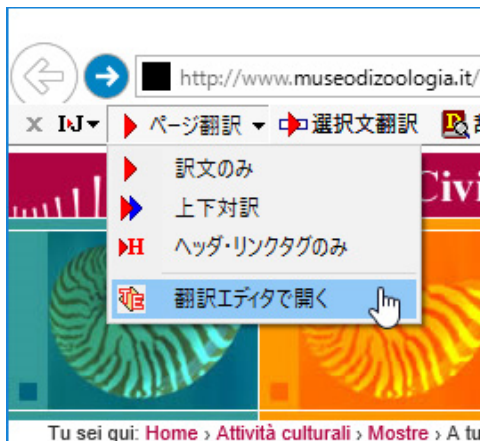 http://www.museodizoologia.it/
x I›J▼ ページ翻訳 ▼ 選択文翻訳
訳文のみ
上下対訳
H ヘッダ・リンクタグのみ
TE 翻訳エディタで開く
Civi
Tu sei qui: Home › Attività culturali › Mostre › A tu